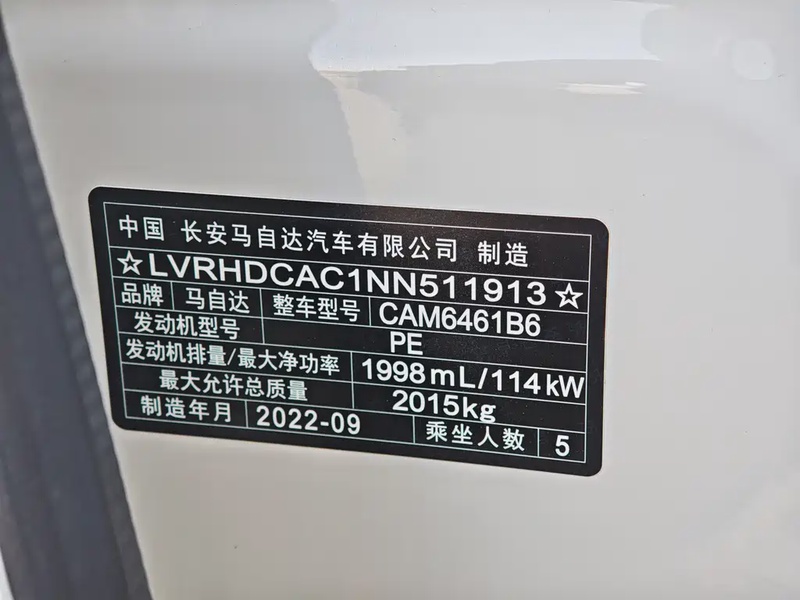 中国 长安马自达汽车有限公司 制造
☆LVRHDCAC1NN511913☆
品牌 马自达 整车型号 CAM6461B6
发动机型号 PE
发动机排量/最大净功率 1998mL/114kW
最大允许总质量 2015kg
制造年月 2022-09 乘坐人数 5